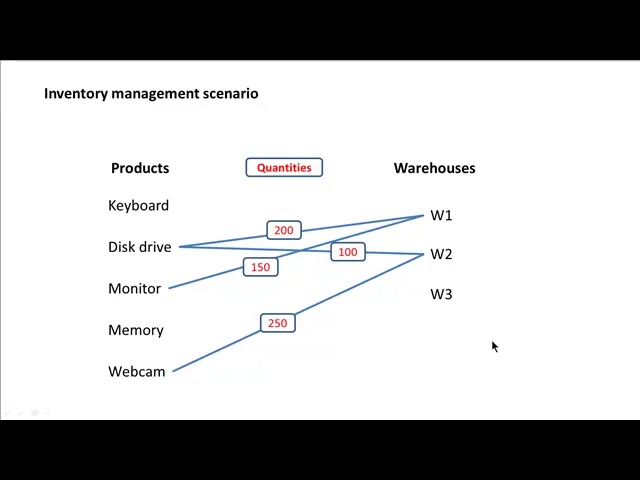 Inventory management scenario
Products Quantities Warehouses
Keyboard
W1
200
Disk drive
100
W2
150
Monitor
W3
250
Memory
Webcam